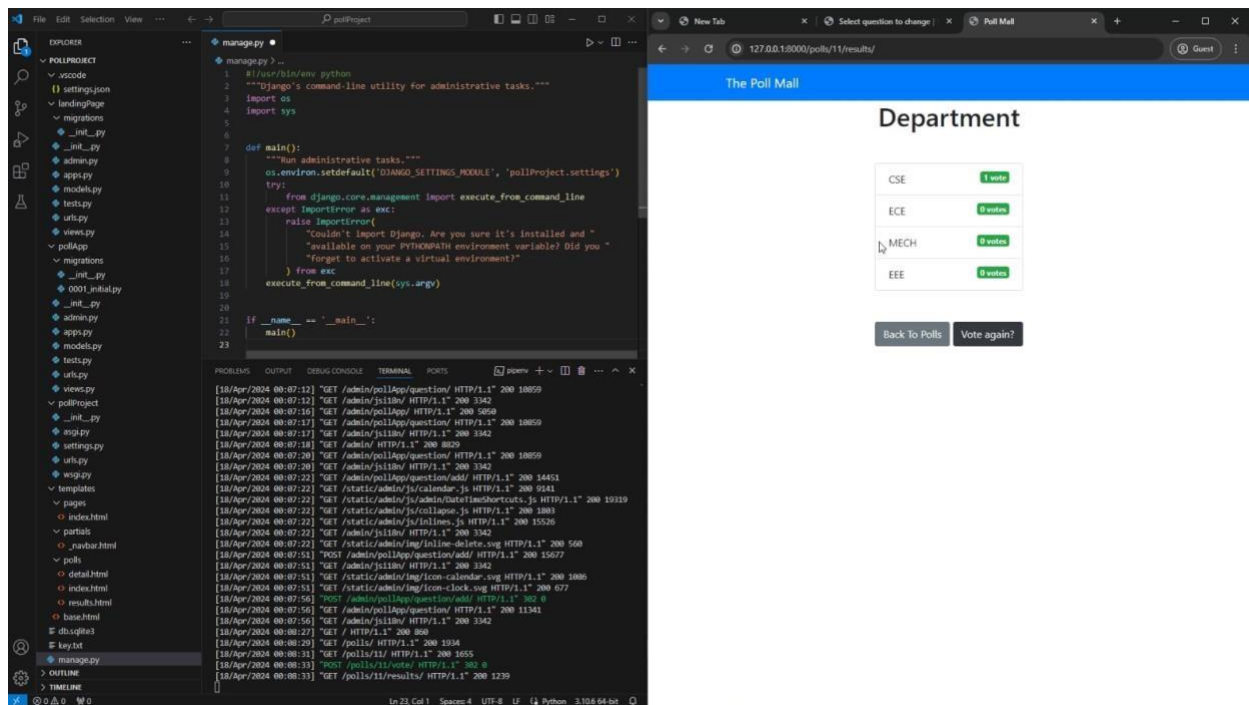 File Edit Selection View ... pollProject
EXPLORER ...
POLLPROJECT
.vscode
{} settings.json
landingPage
migrations
__init__.py
__init__.py
admin.py
apps.py
models.py
tests.py
urls.py
views.py
pollApp
migrations
__init__.py
0001_initial.py
__init__.py
admin.py
apps.py
models.py
tests.py
urls.py
views.py
pollProject
__init__.py
asgi.py
settings.py
urls.py
wsgi.py
templates
pages
index.html
partials
_navbar.html
polls
detail.html
index.html
results.html
base.html
db.sqlite3
key.txt
manage.py
OUTLINE
TIMELINE
manage.py
manage.py > ...
1 #!/usr/bin/env python
2 """Django's command-line utility for administrative tasks."""
3 import os
4 import sys
5
6
7 def main():
8 """Run administrative tasks."""
9 os.environ.setdefault('DJANGO_SETTINGS_MODULE', 'pollProject.settings')
10 try:
11 from django.core.management import execute_from_command_line
12 except ImportError as exc:
13 raise ImportError(
14 "Couldn't import Django. Are you sure it's installed and "
15 "available on your PYTHONPATH environment variable? Did you "
16 "forget to activate a virtual environment?"
17 ) from exc
18 execute_from_command_line(sys.argv)
19
20
21 if __name__ == '__main__':
22 main()
23
PROBLEMS OUTPUT DEBUG CONSOLE TERMINAL PORTS pipenv
[18/Apr/2024 00:07:12] "GET /admin/pollApp/question/ HTTP/1.1" 200 10859
[18/Apr/2024 00:07:12] "GET /admin/jsi18n/ HTTP/1.1" 200 3342
[18/Apr/2024 00:07:16] "GET /admin/pollApp/ HTTP/1.1" 200 5050
[18/Apr/2024 00:07:17] "GET /admin/pollApp/question/ HTTP/1.1" 200 10859
[18/Apr/2024 00:07:17] "GET /admin/jsi18n/ HTTP/1.1" 200 3342
[18/Apr/2024 00:07:18] "GET /admin/ HTTP/1.1" 200 8829
[18/Apr/2024 00:07:20] "GET /admin/pollApp/question/ HTTP/1.1" 200 10859
[18/Apr/2024 00:07:20] "GET /admin/jsi18n/ HTTP/1.1" 200 3342
[18/Apr/2024 00:07:22] "GET /admin/pollApp/question/add/ HTTP/1.1" 200 14451
[18/Apr/2024 00:07:22] "GET /static/admin/js/calendar.js HTTP/1.1" 200 9141
[18/Apr/2024 00:07:22] "GET /static/admin/js/admin/DateTimeShortcuts.js HTTP/1.1" 200 19319
[18/Apr/2024 00:07:22] "GET /static/admin/js/collapse.js HTTP/1.1" 200 1803
[18/Apr/2024 00:07:22] "GET /static/admin/js/inlines.js HTTP/1.1" 200 15526
[18/Apr/2024 00:07:22] "GET /admin/jsi18n/ HTTP/1.1" 200 3342
[18/Apr/2024 00:07:22] "GET /static/admin/img/inline-delete.svg HTTP/1.1" 200 560
[18/Apr/2024 00:07:51] "POST /admin/pollApp/question/add/ HTTP/1.1" 200 15677
[18/Apr/2024 00:07:51] "GET /admin/jsi18n/ HTTP/1.1" 200 3342
[18/Apr/2024 00:07:51] "GET /static/admin/img/icon-calendar.svg HTTP/1.1" 200 1086
[18/Apr/2024 00:07:51] "GET /static/admin/img/icon-clock.svg HTTP/1.1" 200 677
[18/Apr/2024 00:07:56] "POST /admin/pollApp/question/add/ HTTP/1.1" 302 0
[18/Apr/2024 00:07:56] "GET /admin/pollApp/question/ HTTP/1.1" 200 11341
[18/Apr/2024 00:07:56] "GET /admin/jsi18n/ HTTP/1.1" 200 3342
[18/Apr/2024 00:08:27] "GET / HTTP/1.1" 200 860
[18/Apr/2024 00:08:29] "GET /polls/ HTTP/1.1" 200 1934
[18/Apr/2024 00:08:31] "GET /polls/11/ HTTP/1.1" 200 1655
[18/Apr/2024 00:08:33] "POST /polls/11/vote/ HTTP/1.1" 302 0
[18/Apr/2024 00:08:33] "GET /polls/11/results/ HTTP/1.1" 200 1239
0 0 0 Ln 23, Col 1 Spaces: 4 UTF-8 LF Python 3.10.6 64-bit
New Tab Select question to change | Poll Mall
127.0.0.1:8000/polls/11/results/ Guest
The Poll Mall
Department
CSE 1 vote
ECE 0 votes
MECH 0 votes
EEE 0 votes
Back To Polls Vote again?